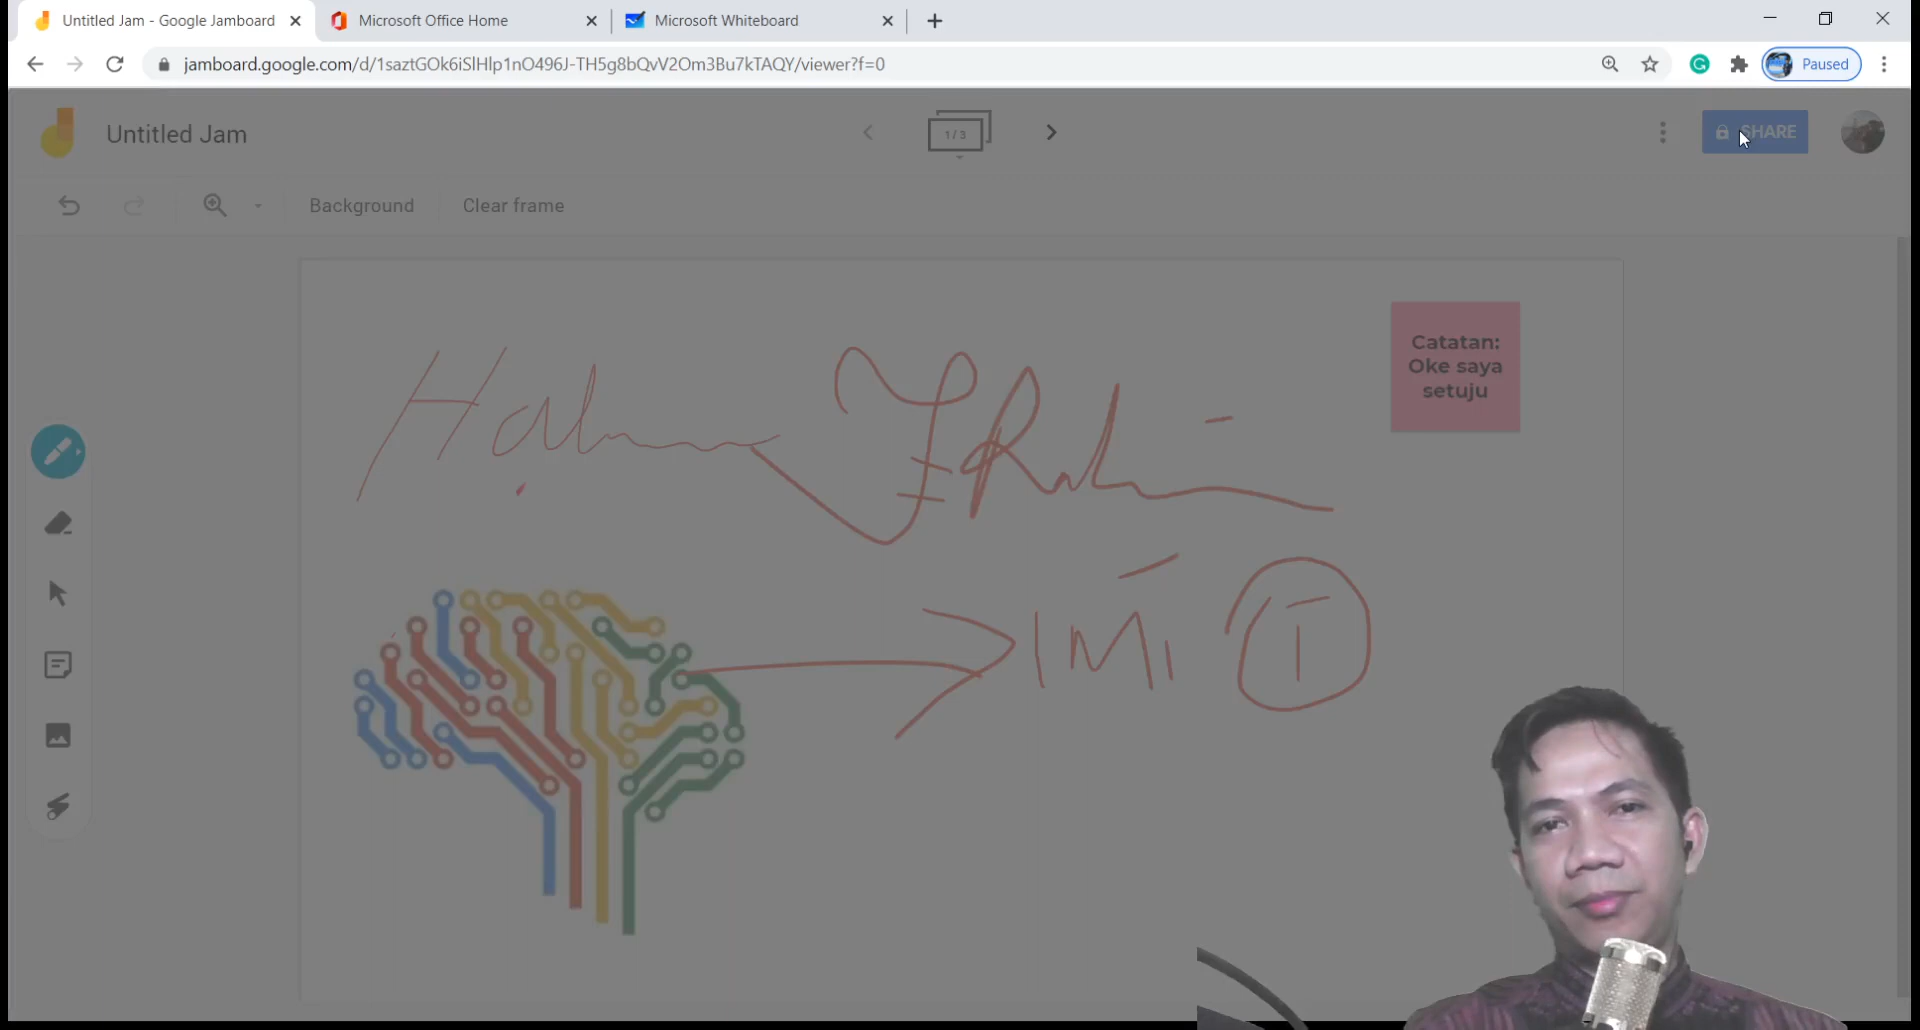 Untitled Jam - Google Jamboard
Microsoft Office Home
Microsoft Whiteboard
jamboard.google.com/d/1saztGOk6iSlHlp1nO496J-TH5g8bQvV2Om3Bu7kTAQY/viewer?f=0
Paused
Untitled Jam
1/3
SHARE
Background
Clear frame
Catatan:
Oke saya
setuju